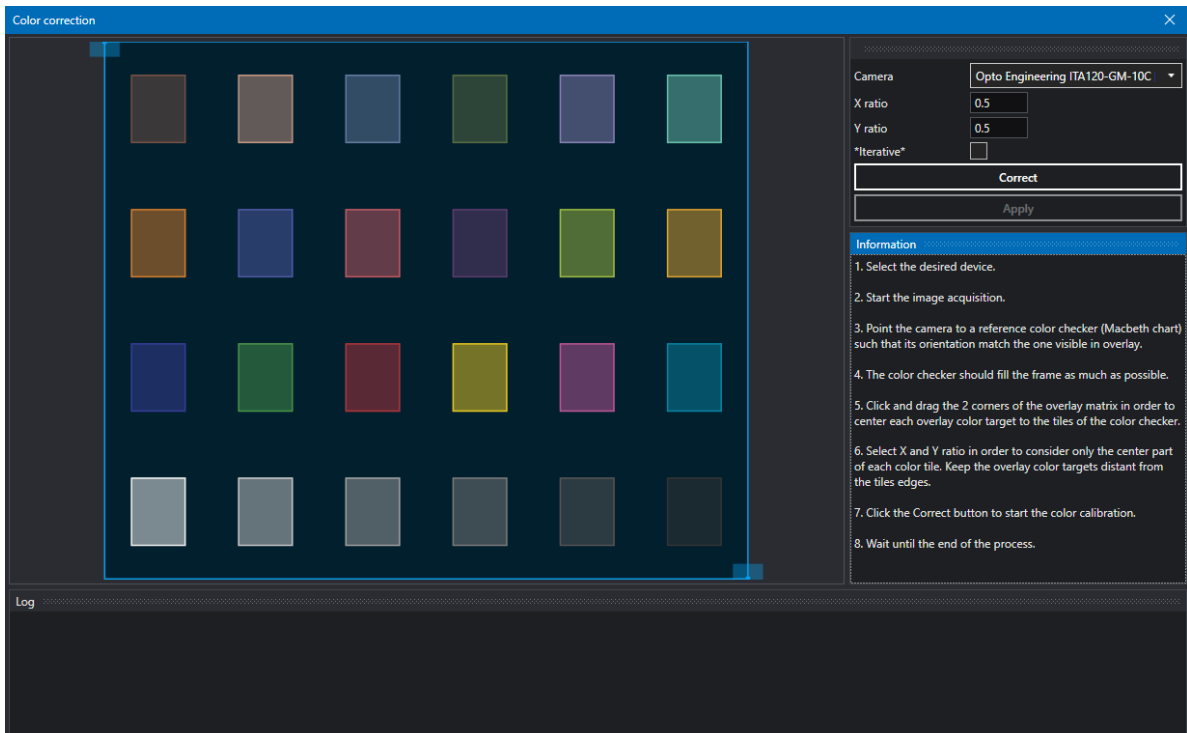 Color correction
Camera
Opto Engineering ITA120-GM-10C
X ratio
0.5
Y ratio
0.5
*Iterative*
Correct
Apply
Information
1. Select the desired device.
2. Start the image acquisition.
3. Point the camera to a reference color checker (Macbeth chart)
such that its orientation match the one visible in overlay.
4. The color checker should fill the frame as much as possible.
5. Click and drag the 2 corners of the overlay matrix in order to
center each overlay color target to the tiles of the color checker.
6. Select X and Y ratio in order to consider only the center part
of each color tile. Keep the overlay color targets distant from
the tiles edges.
7. Click the Correct button to start the color calibration.
8. Wait until the end of the process.
Log